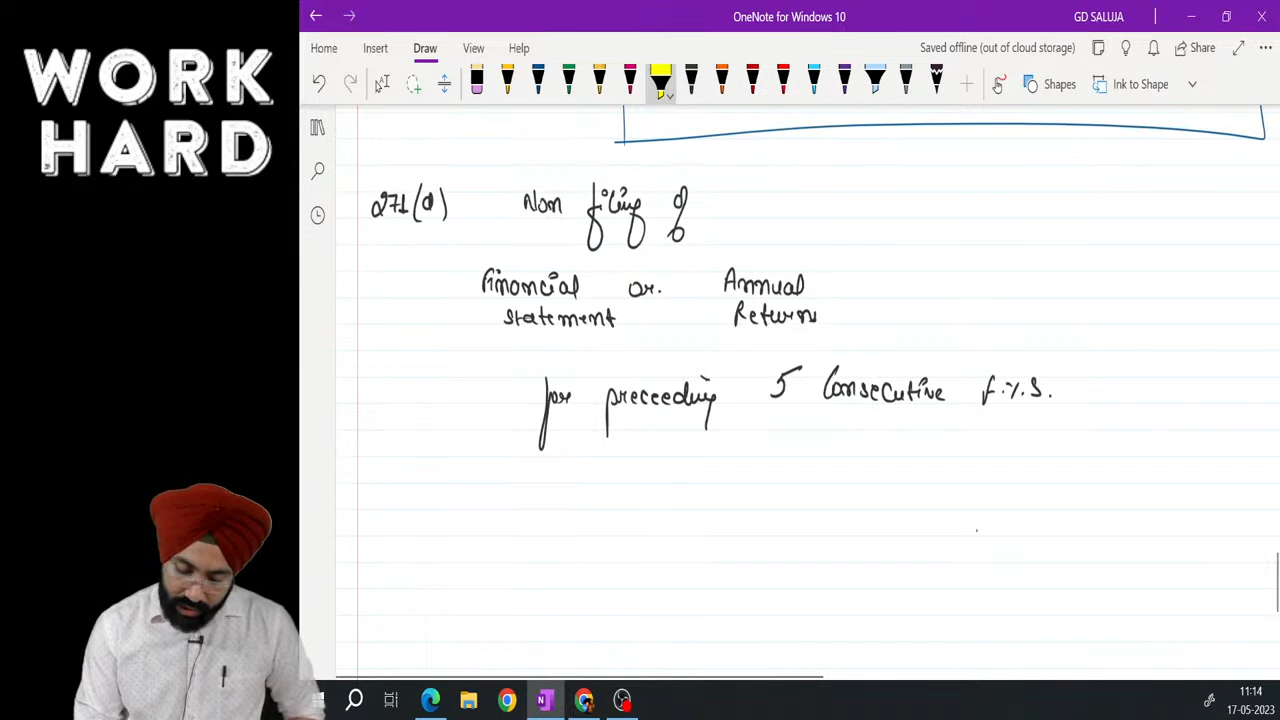 WORK
HARD
OneNote for Windows 10
GD SALUJA
Home
Insert
Draw
View
Help
Saved offline (out of cloud storage)
Share
Shapes
Ink to Shape
271(d) Non filing of
Financial or. Annual
Statement Returns
for preceeding 5 Consecutive F.Y.S.
11:14
17-05-2023